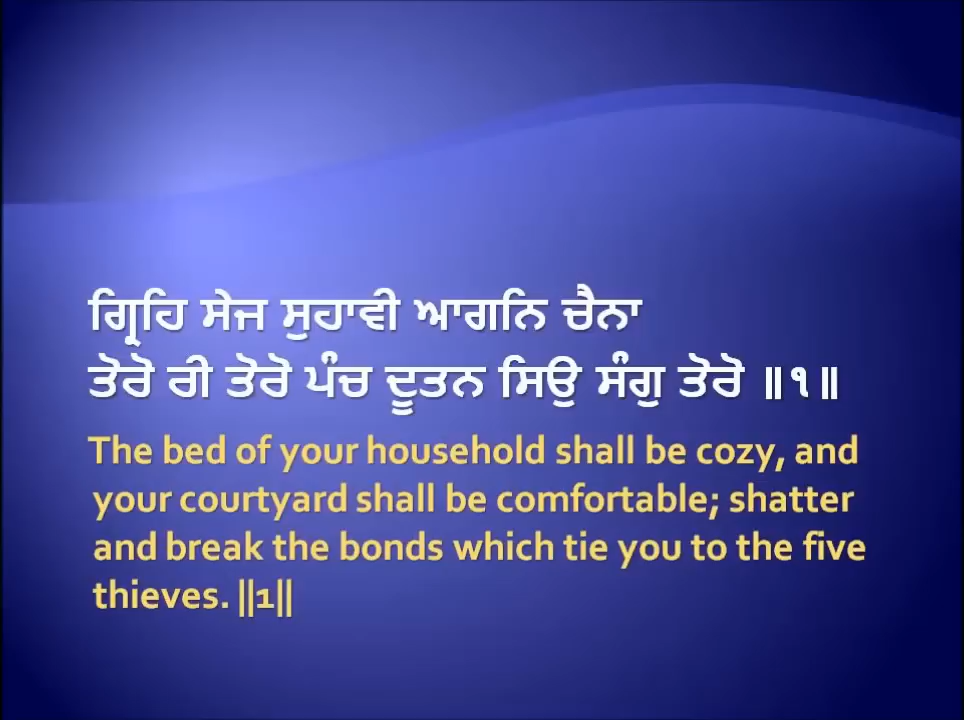 ਗ੍ਰਿਹਿ ਸੇਜ ਸੁਹਾਵੀ ਆਗਨਿ ਚੈਨਾ
ਤੋਰੋ ਰੀ ਤੋਰੋ ਪੰਚ ਦੂਤਨ ਸਿਉ ਸੰਗੁ ਤੋਰੋ ॥੧॥
The bed of your household shall be cozy, and
your courtyard shall be comfortable; shatter
and break the bonds which tie you to the five
thieves. ||1||